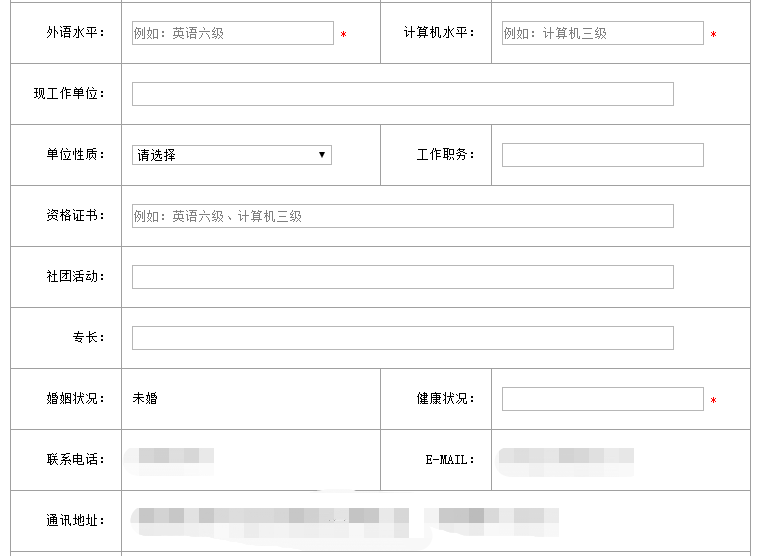 外语水平： 例如：英语六级 * 计算机水平： 例如：计算机三级 *
现工作单位：
单位性质： 请选择 ▼ 工作职务：
资格证书： 例如：英语六级、计算机三级
社团活动：
专长：
婚姻状况： 未婚 健康状况： *
联系电话： E-MAIL：
通讯地址：